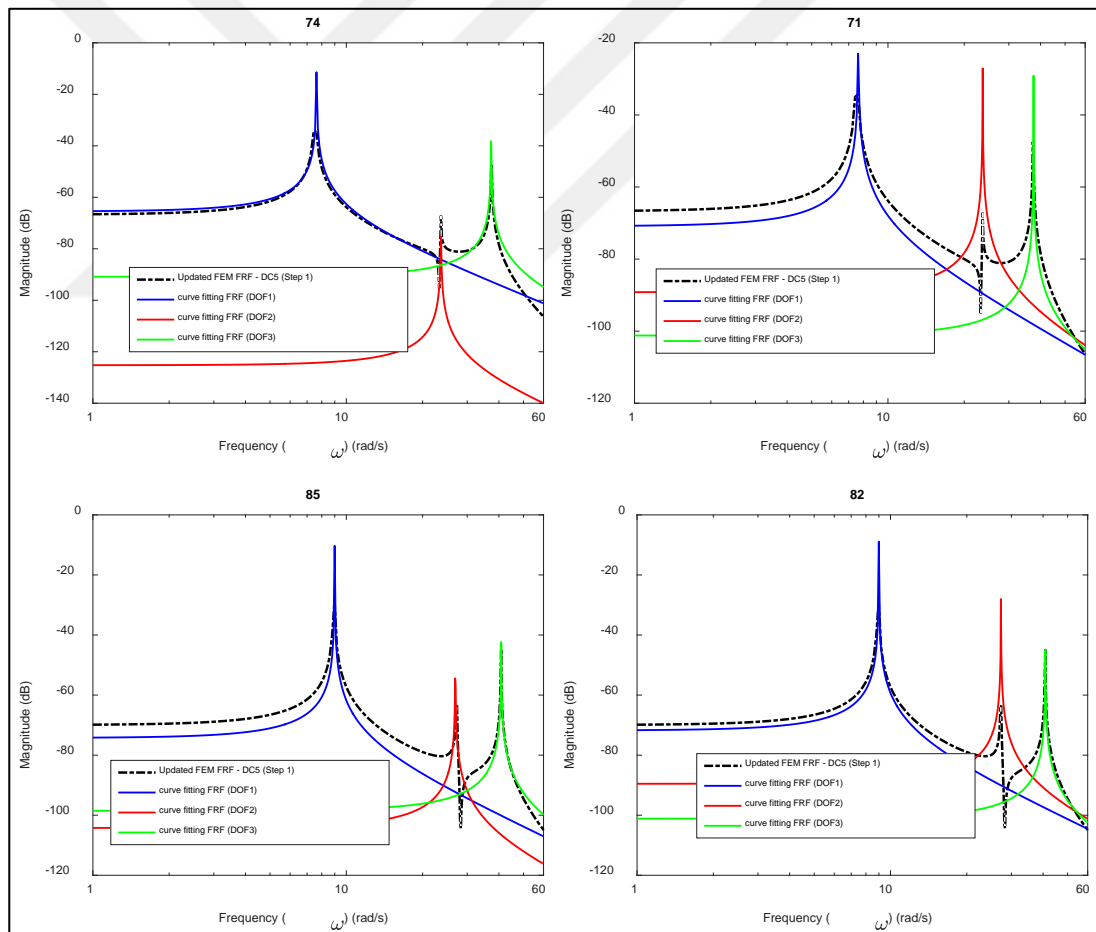 74
0
-20
-40
-60
-80
-100
-120
-140
Magnitude (dB)
Updated FEM FRF - DC5 (Step 1)
curve fitting FRF (DOF1)
curve fitting FRF (DOF2)
curve fitting FRF (DOF3)
1
10
60
Frequency ( ω) (rad/s)
71
-20
-40
-60
-80
-100
-120
Magnitude (dB)
Updated FEM FRF - DC5 (Step 1)
curve fitting FRF (DOF1)
curve fitting FRF (DOF2)
curve fitting FRF (DOF3)
1
10
60
Frequency ( ω) (rad/s)
85
0
-20
-40
-60
-80
-100
-120
Magnitude (dB)
Updated FEM FRF - DC5 (Step 1)
curve fitting FRF (DOF1)
curve fitting FRF (DOF2)
curve fitting FRF (DOF3)
1
10
60
Frequency ( ω) (rad/s)
82
0
-20
-40
-60
-80
-100
-120
Magnitude (dB)
Updated FEM FRF - DC5 (Step 1)
curve fitting FRF (DOF1)
curve fitting FRF (DOF2)
curve fitting FRF (DOF3)
1
10
60
Frequency ( ω) (rad/s)